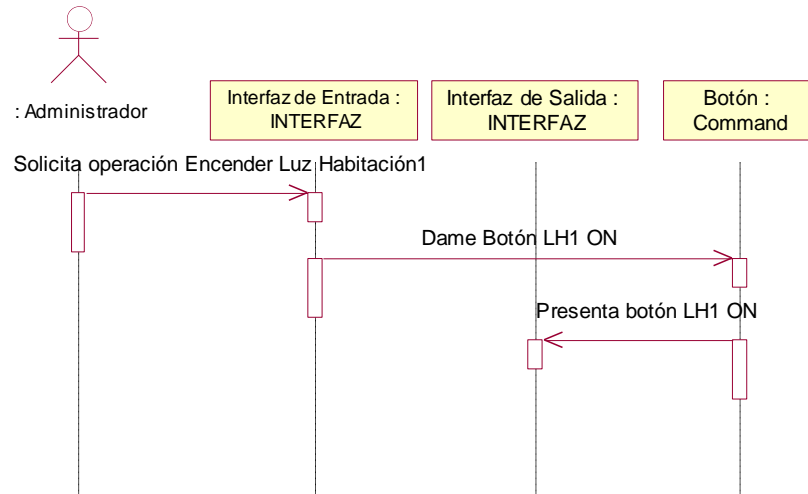 : Administrador
Interfaz de Entrada :
INTERFAZ
Interfaz de Salida :
INTERFAZ
Botón :
Command
Solicita operación Encender Luz Habitación1
Dame Botón LH1 ON
Presenta botón LH1 ON